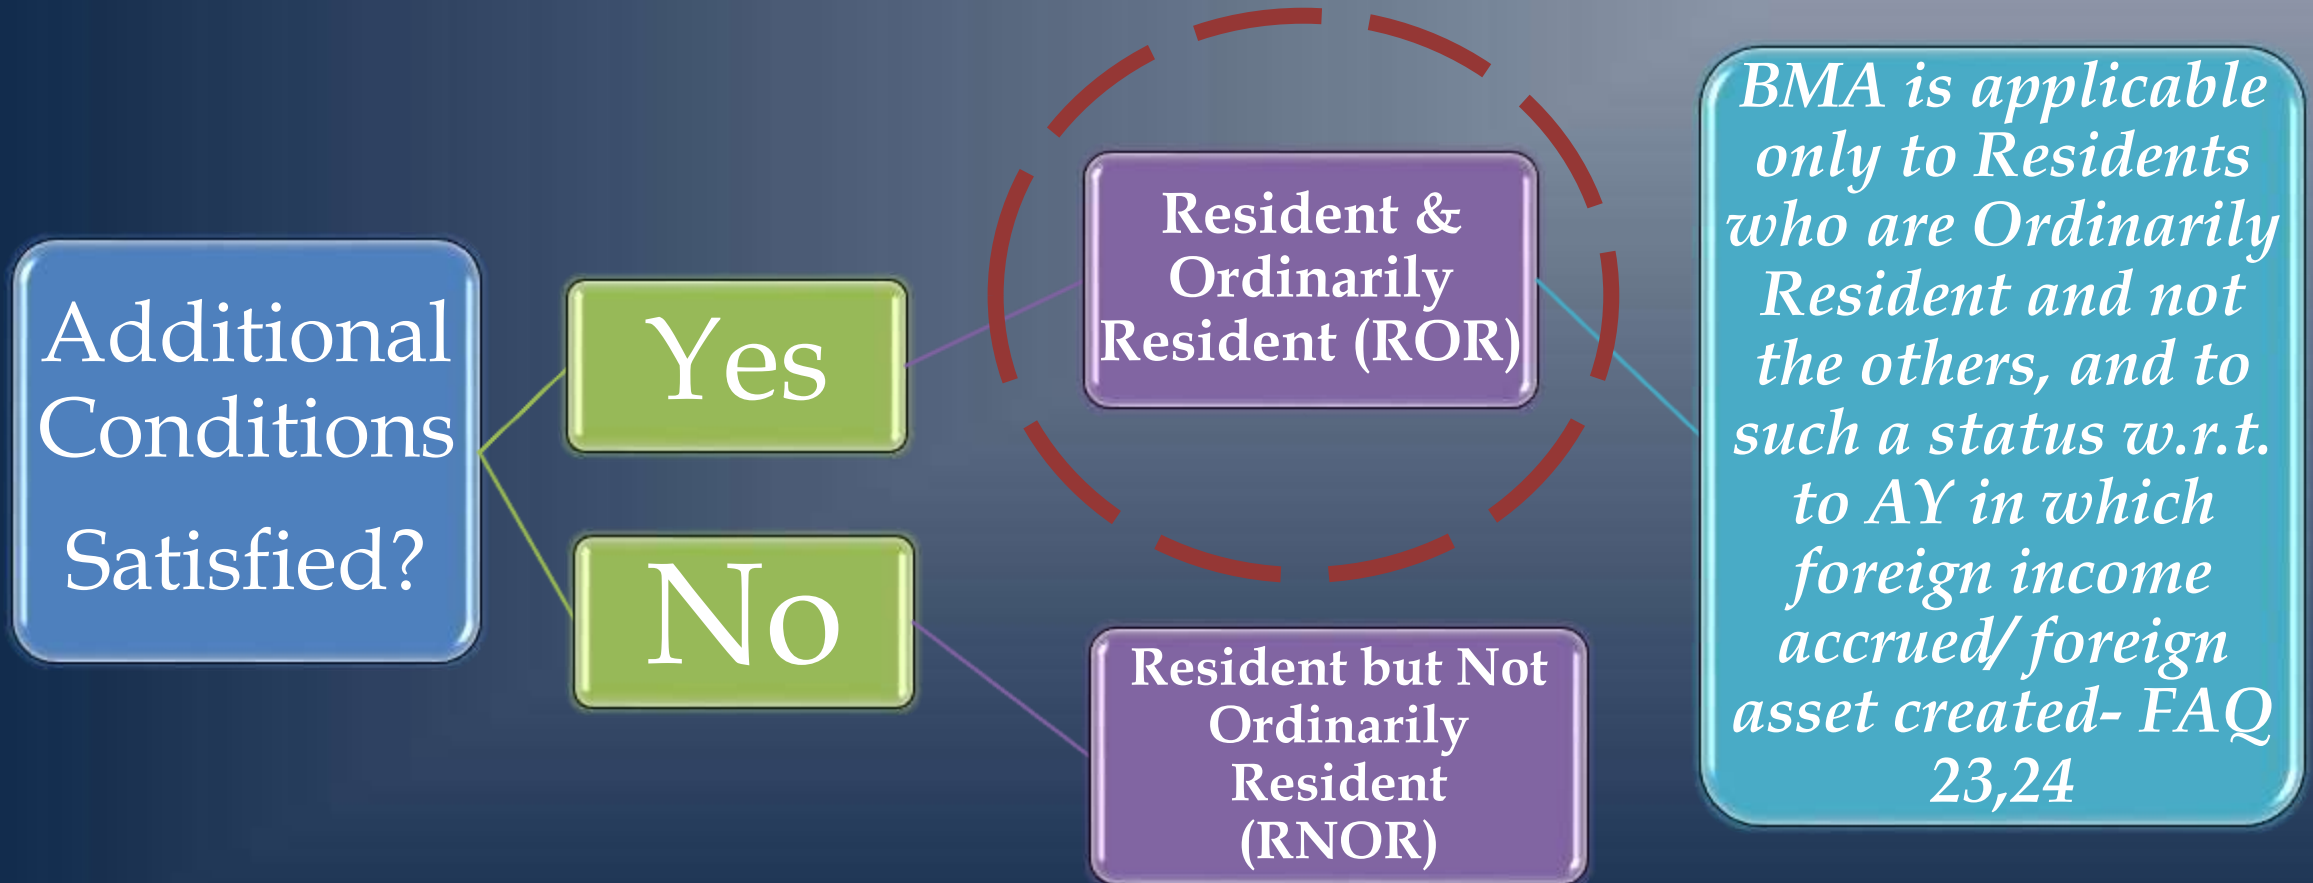 Additional
Conditions
Satisfied?
Yes
No
Resident &
Ordinarily
Resident (ROR)
Resident but Not
Ordinarily
Resident
(RNOR)
BMA is applicable
only to Residents
who are Ordinarily
Resident and not
the others, and to
such a status w.r.t.
to AY in which
foreign income
accrued/ foreign
asset created- FAQ
23,24